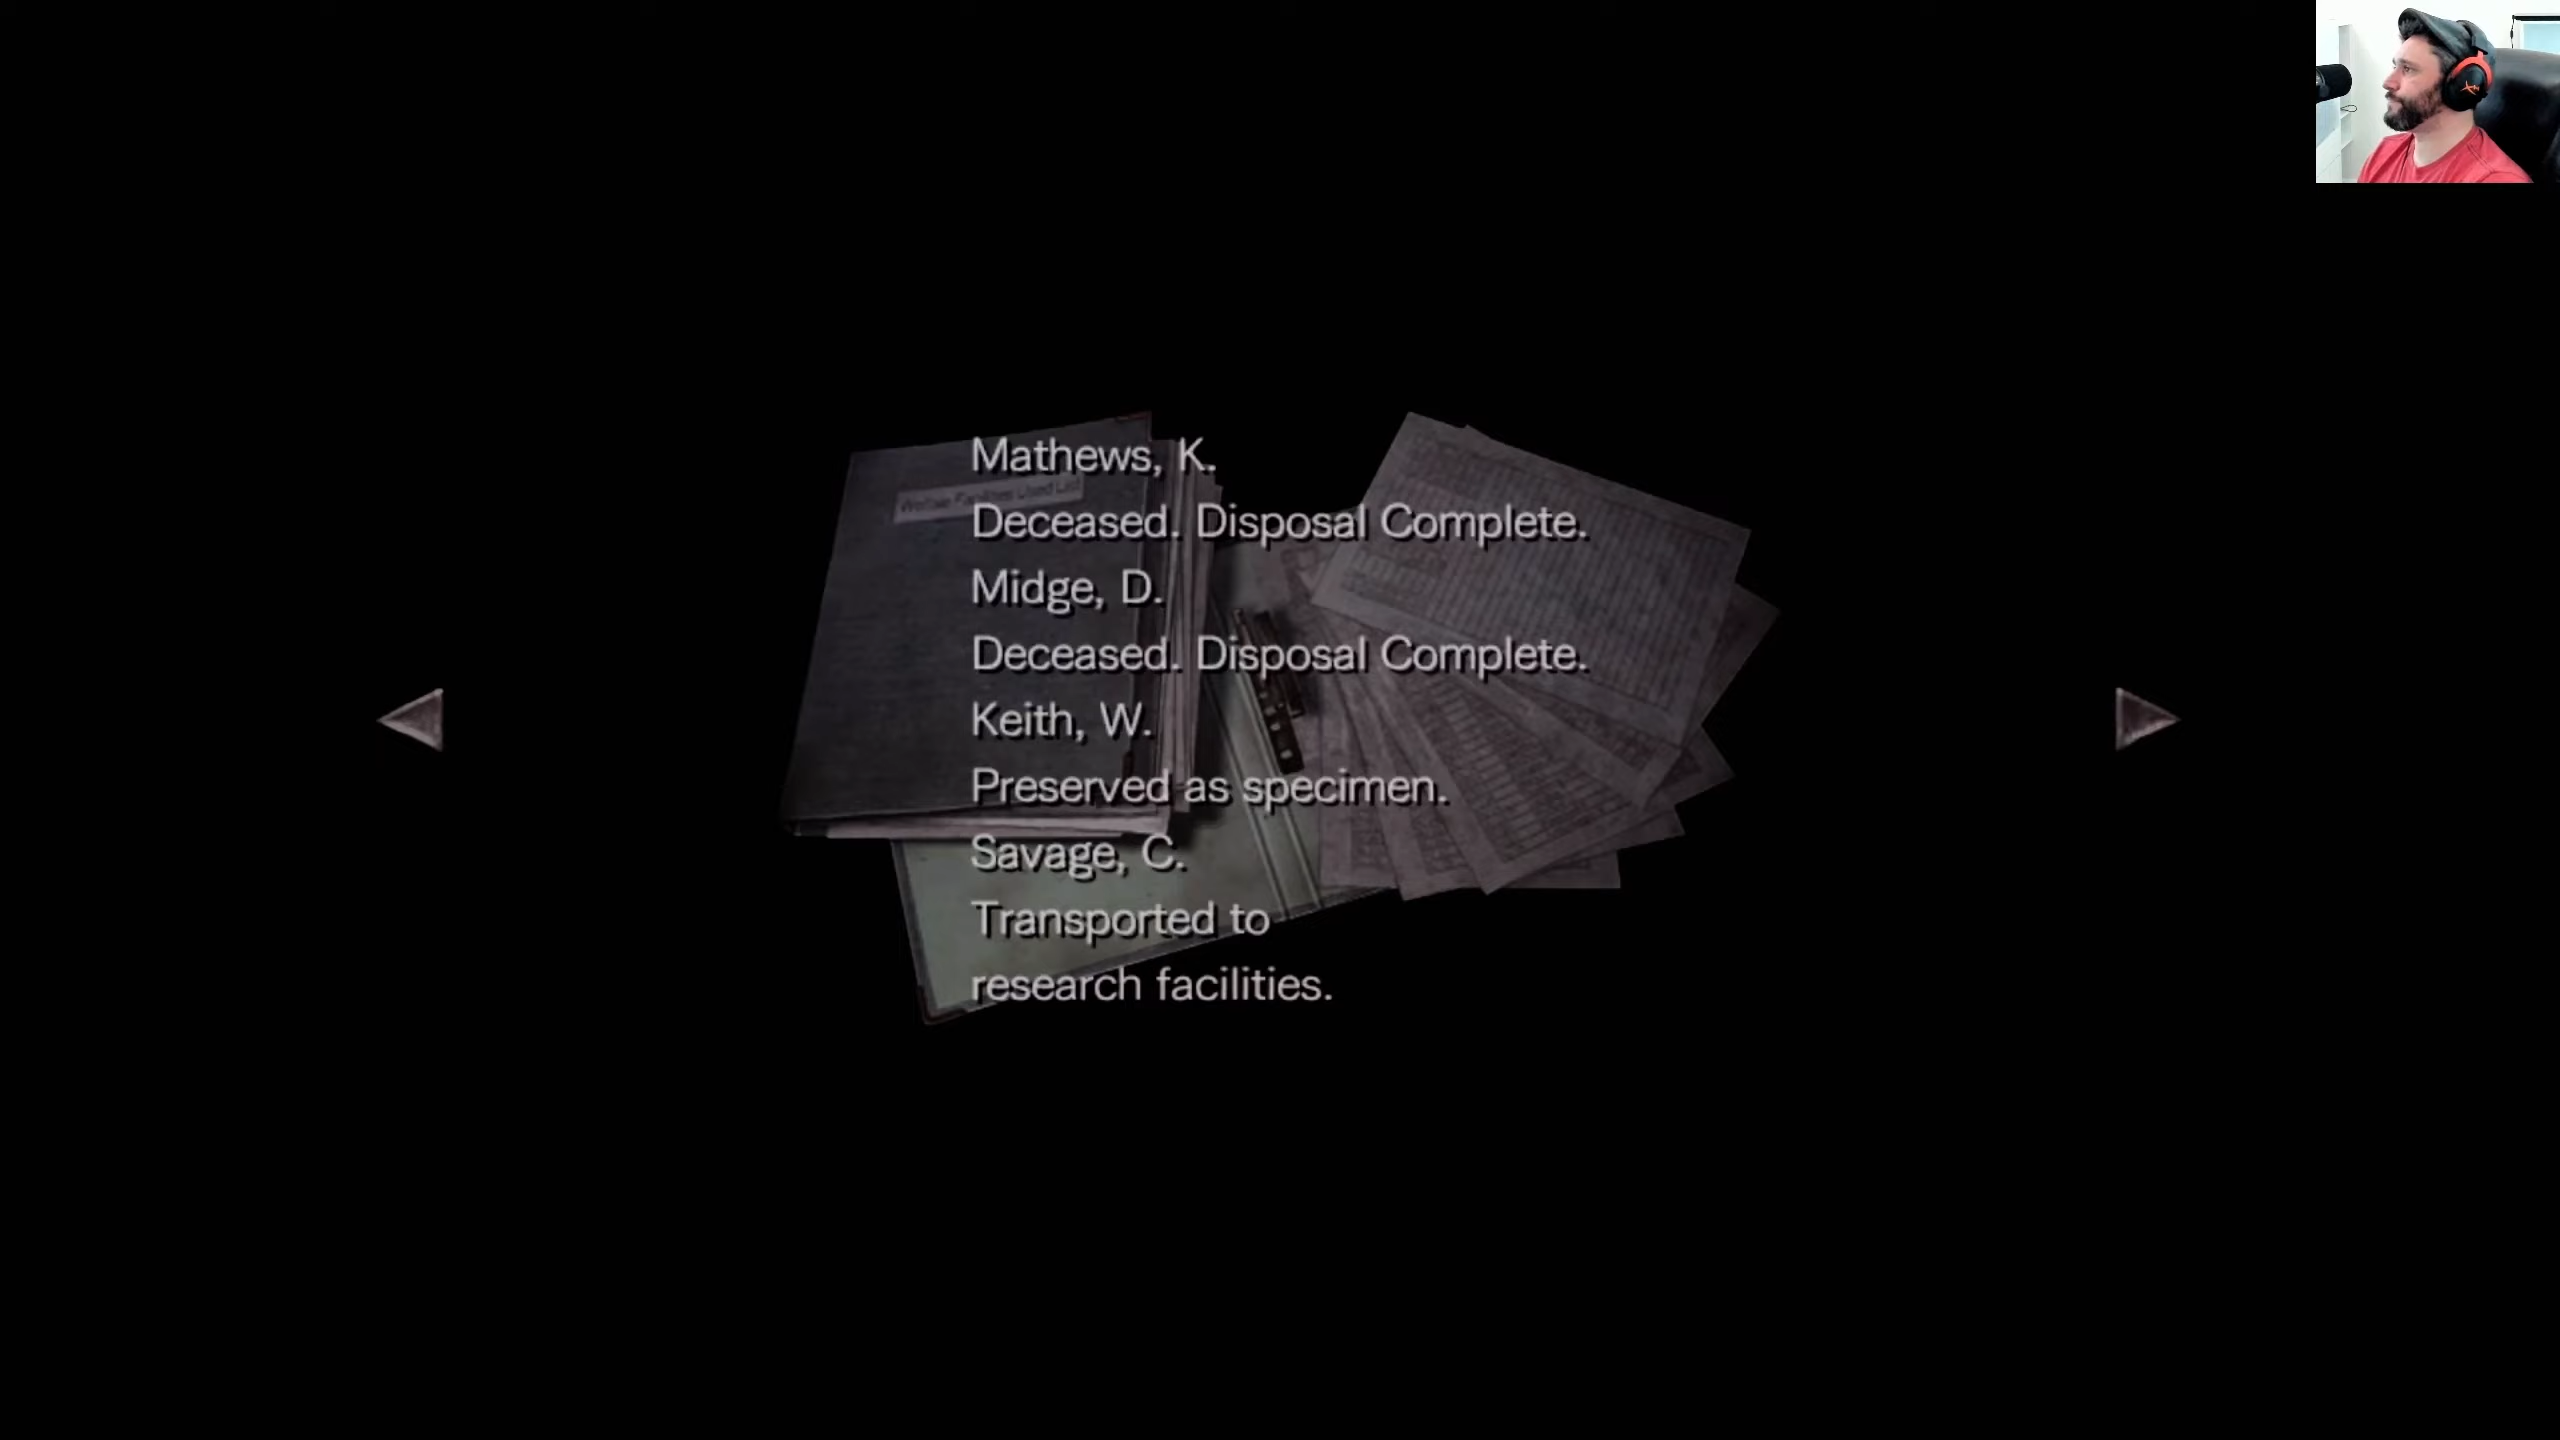 Mathews, K.
Deceased. Disposal Complete.
Midge, D.
Deceased. Disposal Complete.
Keith, W.
Preserved as specimen.
Savage, C.
Transported to
research facilities.